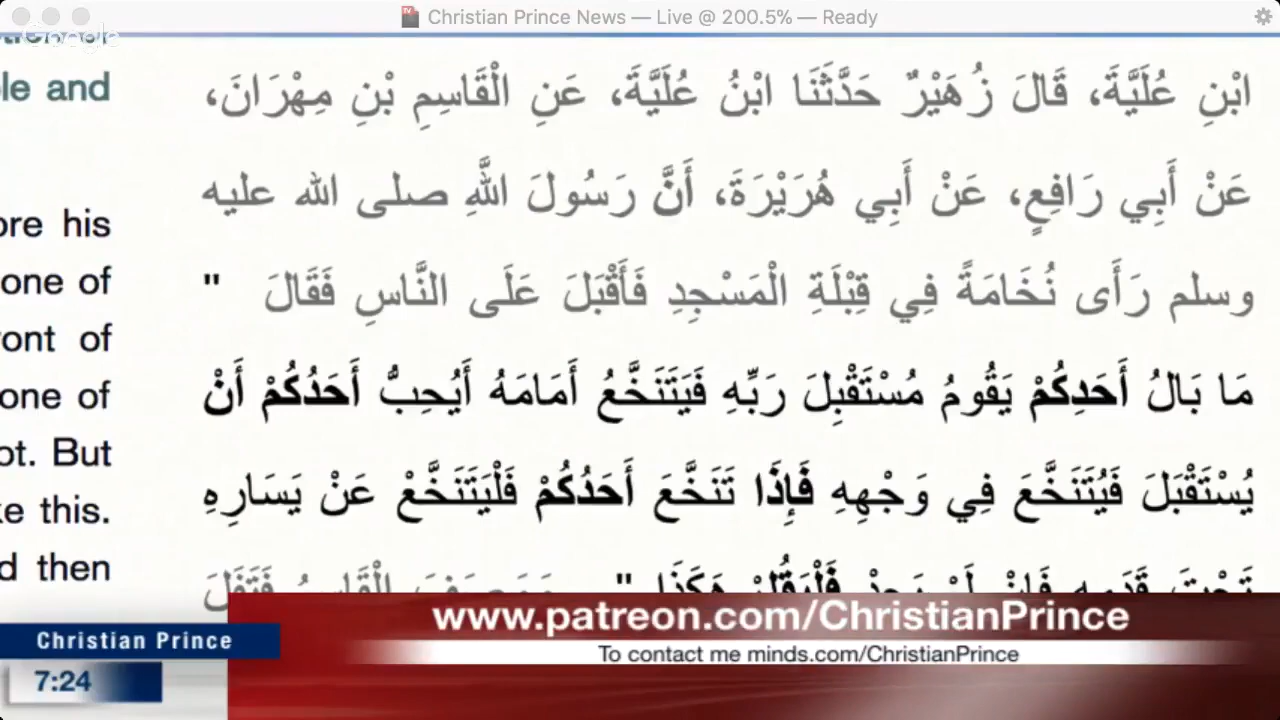 Christian Prince News — Live @ 200.5% — Ready
Google
le and
ابْنِ عُلَيَّةَ، قَالَ زُهَيْرٌ حَدَّثَنَا ابْنُ عُلَيَّةَ، عَنِ الْقَاسِمِ بْنِ مِهْرَانَ،
عَنْ أَبِي رَافِعٍ، عَنْ أَبِي هُرَيْرَةَ، أَنَّ رَسُولَ اللَّهِ صلى الله عليه
ore his
one of
وسلم رَأَى نُخَامَةً فِي قِبْلَةِ الْمَسْجِدِ فَأَقْبَلَ عَلَى النَّاسِ فَقَالَ "
ront of
one of
مَا بَالُ أَحَدِكُمْ يَقُومُ مُسْتَقْبِلَ رَبِّهِ فَيَتَنَخَّعُ أَمَامَهُ أَيُحِبُّ أَحَدُكُمْ أَنْ
ot. But
يُسْتَقْبَلَ فَيُتَنَخَّعَ فِي وَجْهِهِ فَإِذَا تَنَخَّعَ أَحَدُكُمْ فَلْيَتَنَخَّعْ عَنْ يَسَارِهِ
ke this.
d then
تَحْتَ قَدَمِهِ فَإِنْ لَمْ يَجِدْ فَلْيَقُلْ هَكَذَا "
www.patreon.com/ChristianPrince
Christian Prince
To contact me minds.com/ChristianPrince
7:24